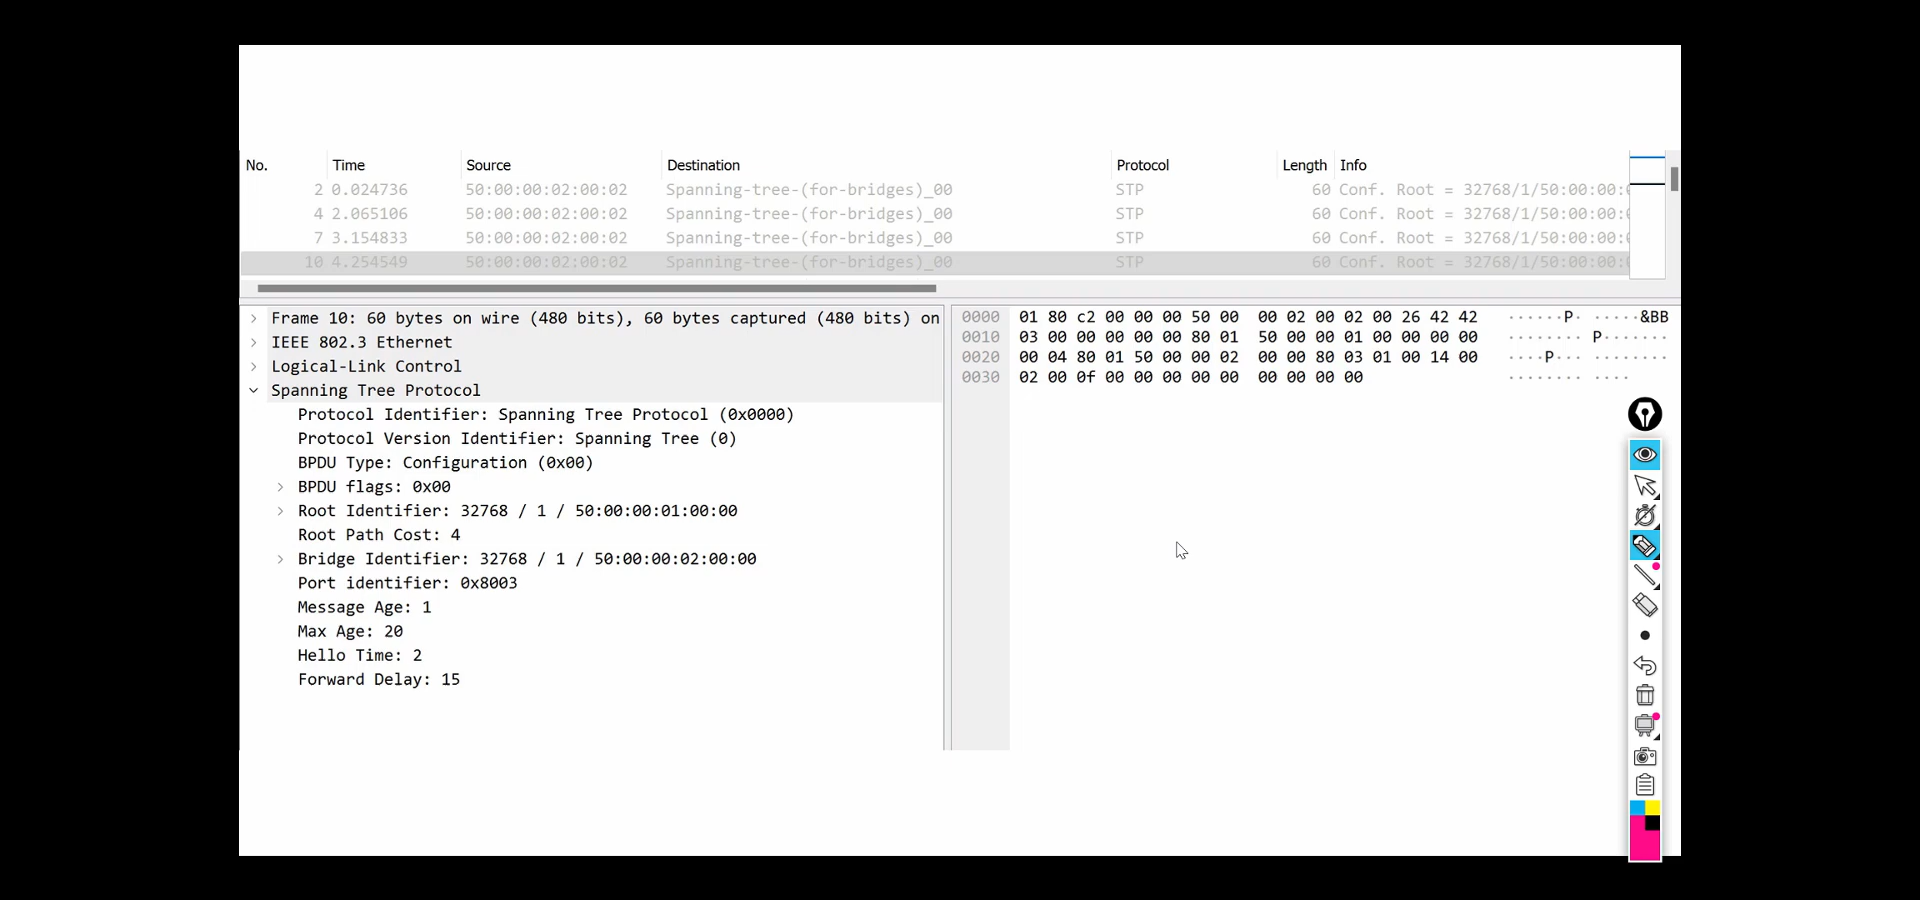 No. Time Source Destination Protocol Length Info
2 0.024736 50:00:00:02:00:02 Spanning-tree-(for-bridges)_00 STP 60 Conf. Root = 32768/1/50:00:00:
4 2.065106 50:00:00:02:00:02 Spanning-tree-(for-bridges)_00 STP 60 Conf. Root = 32768/1/50:00:00:
7 3.154833 50:00:00:02:00:02 Spanning-tree-(for-bridges)_00 STP 60 Conf. Root = 32768/1/50:00:00:
10 4.254549 50:00:00:02:00:02 Spanning-tree-(for-bridges)_00 STP 60 Conf. Root = 32768/1/50:00:00:
Frame 10: 60 bytes on wire (480 bits), 60 bytes captured (480 bits) on
IEEE 802.3 Ethernet
Logical-Link Control
Spanning Tree Protocol
Protocol Identifier: Spanning Tree Protocol (0x0000)
Protocol Version Identifier: Spanning Tree (0)
BPDU Type: Configuration (0x00)
BPDU flags: 0x00
Root Identifier: 32768 / 1 / 50:00:00:01:00:00
Root Path Cost: 4
Bridge Identifier: 32768 / 1 / 50:00:00:02:00:00
Port identifier: 0x8003
Message Age: 1
Max Age: 20
Hello Time: 2
Forward Delay: 15
0000 01 80 c2 00 00 00 50 00 00 02 00 02 00 26 42 42 ······P· ·····&BB
0010 03 00 00 00 00 00 80 01 50 00 00 01 00 00 00 00 ········ P·······
0020 00 04 80 01 50 00 00 02 00 00 80 03 01 00 14 00 ····P··· ········
0030 02 00 0f 00 00 00 00 00 00 00 00 00 ········ ····